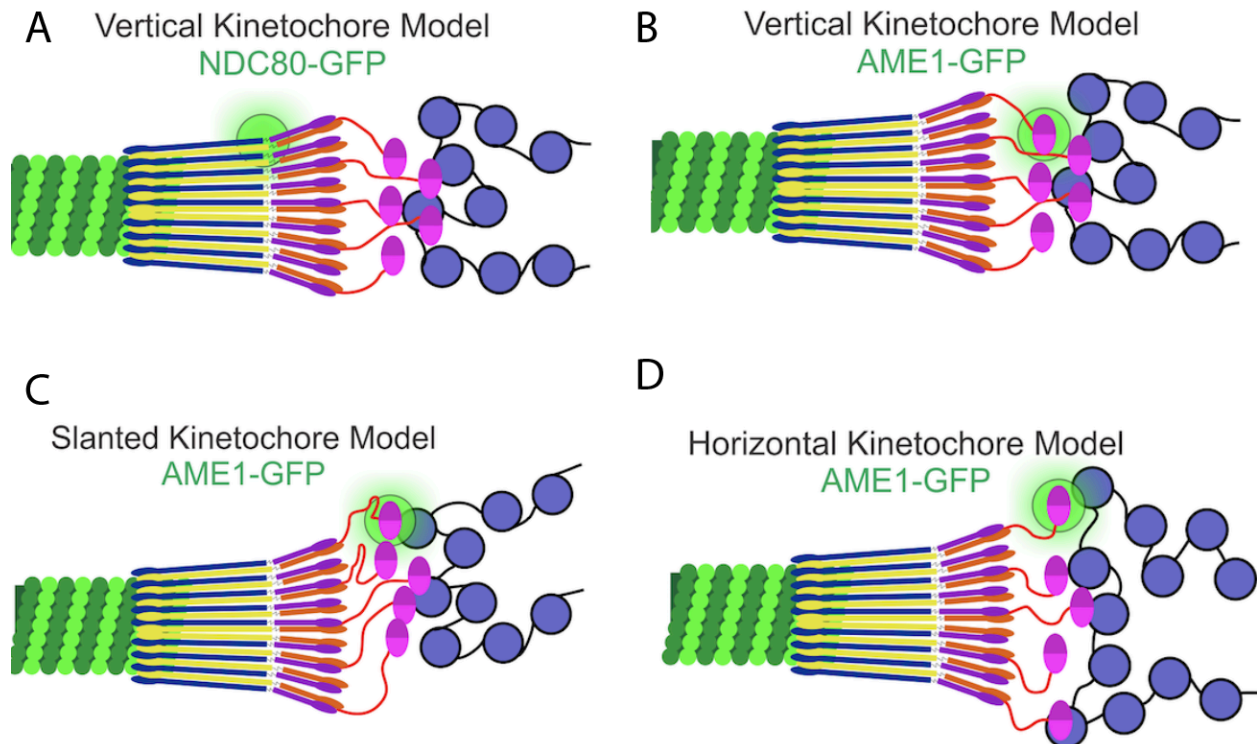 A
Vertical Kinetochore Model
NDC80-GFP
B
Vertical Kinetochore Model
AME1-GFP
C
Slanted Kinetochore Model
AME1-GFP
D
Horizontal Kinetochore Model
AME1-GFP